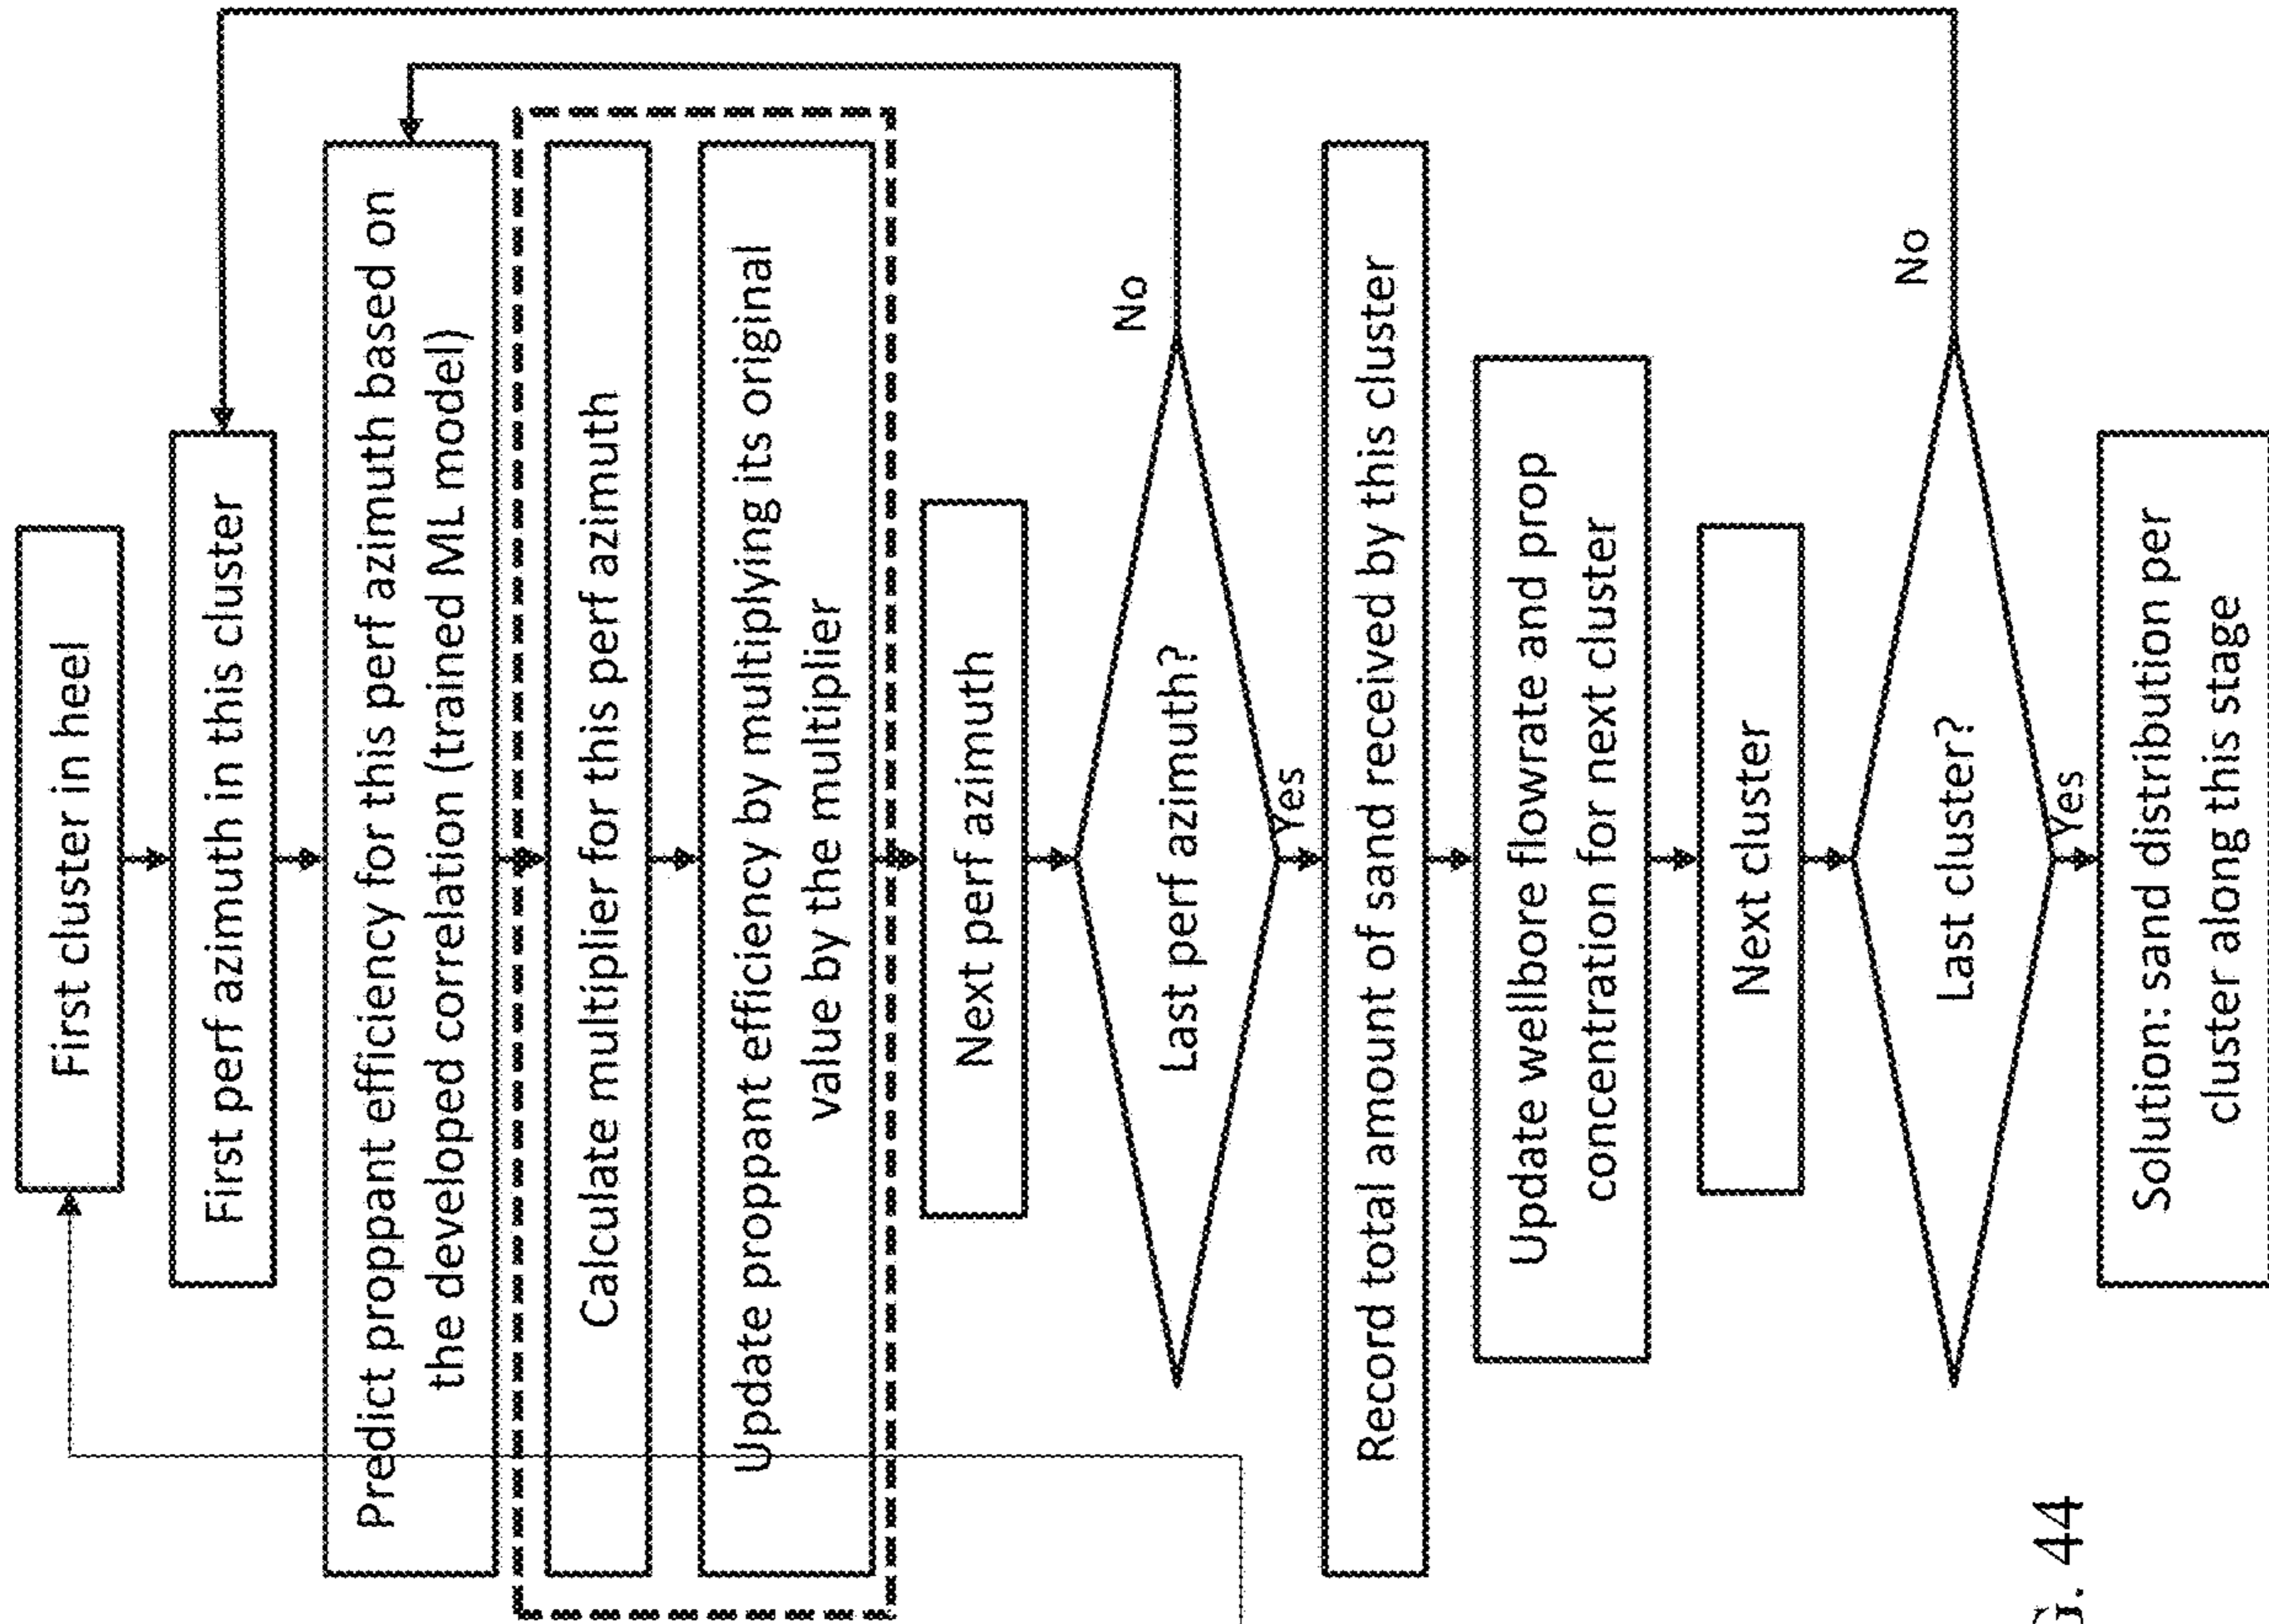 First cluster in heel
First perf azimuth in this cluster
Predict proppant efficiency for this perf azimuth based on
the developed correlation (trained ML model)
Calculate multiplier for this perf azimuth
Update proppant efficiency by multiplying its original
value by the multiplier
Next perf azimuth
Last perf azimuth?
No
Yes
Record total amount of sand received by this cluster
Update wellbore flowrate and prop
concentration for next cluster
Next cluster
Last cluster?
No
Yes
Solution: sand distribution per
cluster along this stage
G. 44